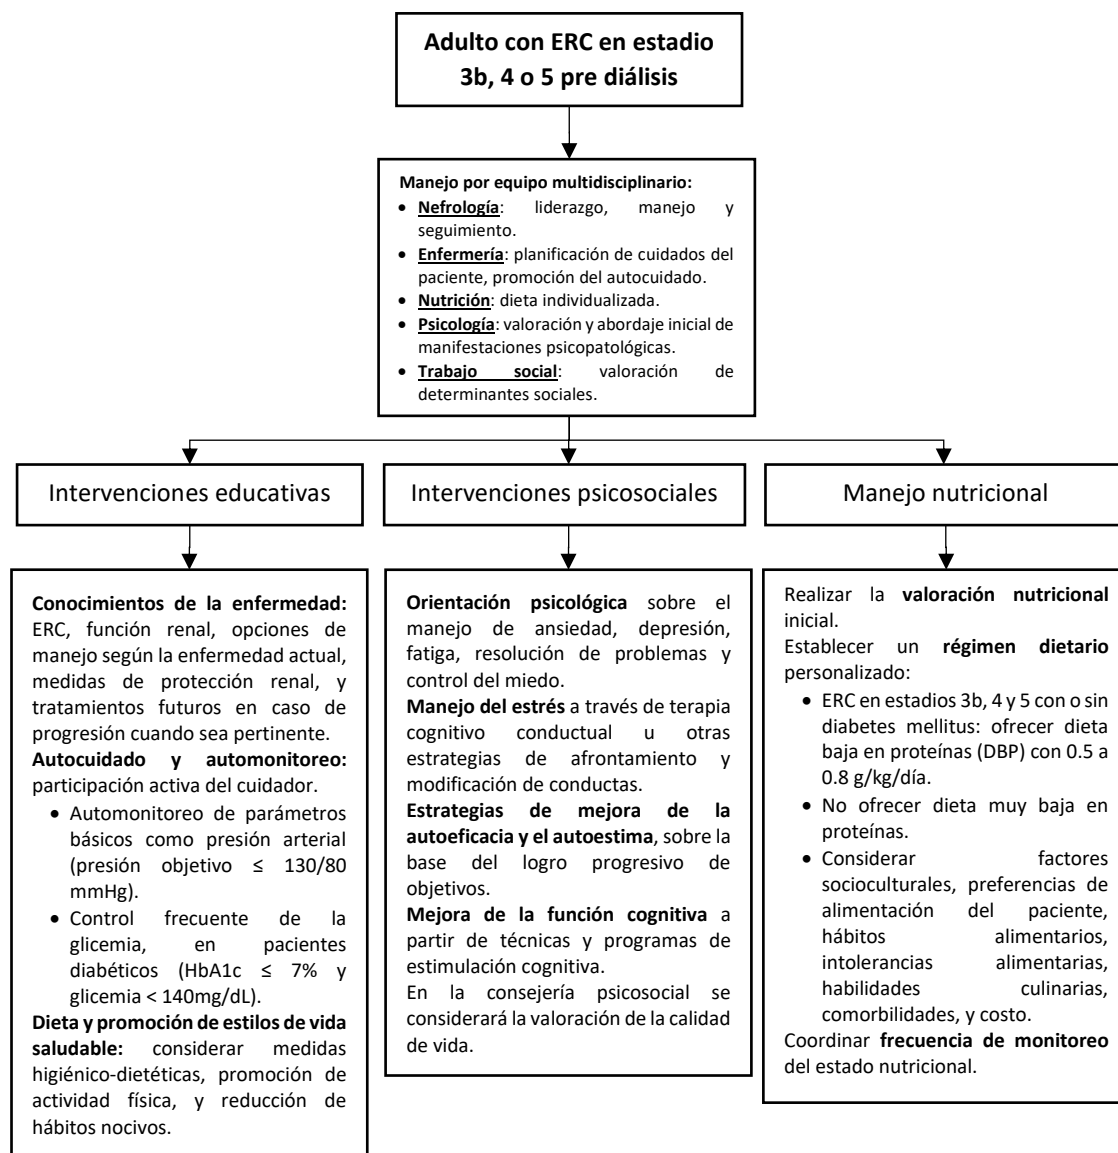 Adulto con ERC en estadio
3b, 4 o 5 pre diálisis
Manejo por equipo multidisciplinario:
• Nefrología: liderazgo, manejo y
seguimiento.
• Enfermería: planificación de cuidados del
paciente, promoción del autocuidado.
• Nutrición: dieta individualizada.
• Psicología: valoración y abordaje inicial de
manifestaciones psicopatológicas.
• Trabajo social: valoración de
determinantes sociales.
Intervenciones educativas
Conocimientos de la enfermedad:
ERC, función renal, opciones de
manejo según la enfermedad actual,
medidas de protección renal, y
tratamientos futuros en caso de
progresión cuando sea pertinente.
Autocuidado y automonitoreo:
participación activa del cuidador.
• Automonitoreo de parámetros
básicos como presión arterial
(presión objetivo ≤ 130/80
mmHg).
• Control frecuente de la
glicemia, en pacientes
diabéticos (HbA1c ≤ 7% y
glicemia < 140mg/dL).
Dieta y promoción de estilos de vida
saludable: considerar medidas
higiénico-dietéticas, promoción de
actividad física, y reducción de
hábitos nocivos.
Intervenciones psicosociales
Orientación psicológica sobre el
manejo de ansiedad, depresión,
fatiga, resolución de problemas y
control del miedo.
Manejo del estrés a través de terapia
cognitivo conductual u otras
estrategias de afrontamiento y
modificación de conductas.
Estrategias de mejora de la
autoeficacia y el autoestima, sobre la
base del logro progresivo de
objetivos.
Mejora de la función cognitiva a
partir de técnicas y programas de
estimulación cognitiva.
En la consejería psicosocial se
considerará la valoración de la calidad
de vida.
Manejo nutricional
Realizar la valoración nutricional
inicial.
Establecer un régimen dietario
personalizado:
• ERC en estadios 3b, 4 y 5 con o sin
diabetes mellitus: ofrecer dieta
baja en proteínas (DBP) con 0.5 a
0.8 g/kg/día.
• No ofrecer dieta muy baja en
proteínas.
• Considerar factores
socioculturales, preferencias de
alimentación del paciente,
hábitos alimentarios,
intolerancias alimentarias,
habilidades culinarias,
comorbilidades, y costo.
Coordinar frecuencia de monitoreo
del estado nutricional.